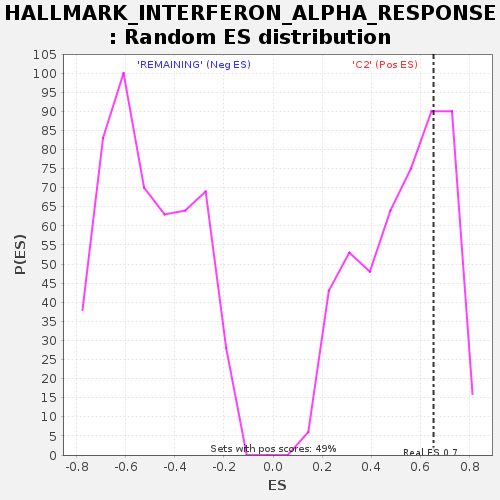 HALLMARK_INTERFERON_ALPHA_RESPONSE
: Random ES distribution
'REMAINING' (Neg ES)
'C2' (Pos ES)
105
100
95
90
85
80
75
70
65
60
55
50
45
40
35
30
25
20
15
10
5
0
P(ES)
Sets with pos scores: 49%
Real ES 0.7
-0.8 -0.6 -0.4 -0.2 0.0 0.2 0.4 0.6 0.8
ES